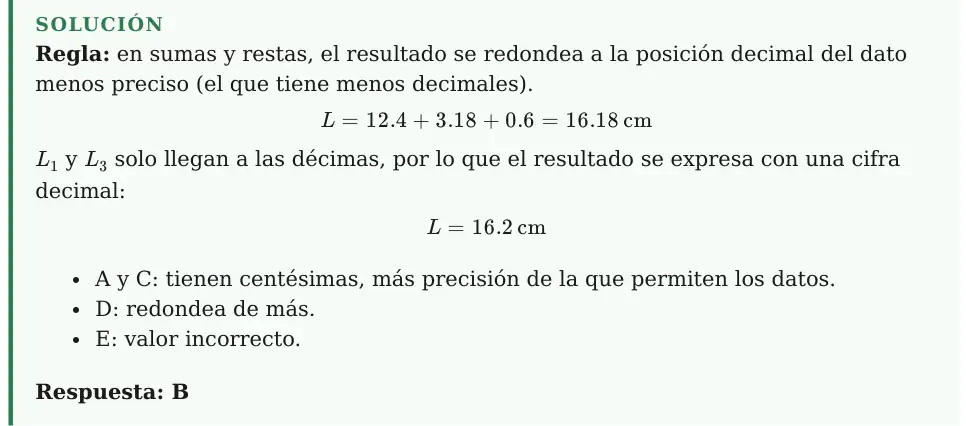 SOLUCIÓN
Regla: en sumas y restas, el resultado se redondea a la posición decimal del dato
menos preciso (el que tiene menos decimales).
L = 12.4 + 3.18 + 0.6 = 16.18 cm
L₁ y L₃ solo llegan a las décimas, por lo que el resultado se expresa con una cifra
decimal:
L = 16.2 cm
• A y C: tienen centésimas, más precisión de la que permiten los datos.
• D: redondea de más.
• E: valor incorrecto.
Respuesta: B